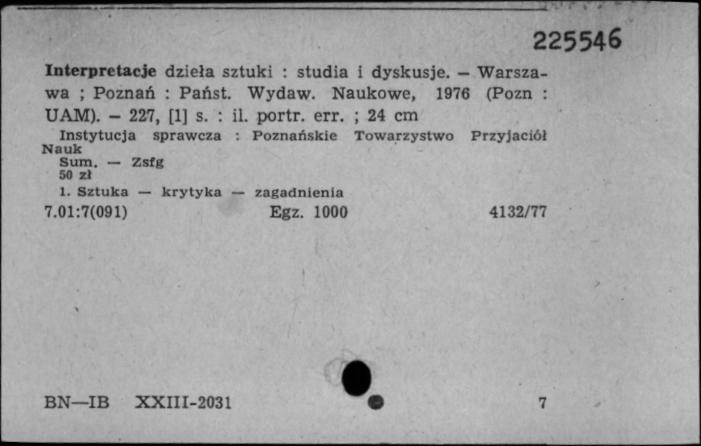 225546
Interpretacje dzieła sztuki : studia i dyskusje. — Warsza-
wa ; Poznań : Państ. Wydaw. Naukowe, 1976 (Pozn :
UAM). — 227, [1] s. : il. portr. err. ; 24 cm
Instytucja sprawcza : Poznańskie Towarzystwo Przyjaciół
Nauk
Sum. — Zsfg
50 zł
1. Sztuka — krytyka — zagadnienia
7.01:7(091) Egz. 1000 4132/77
BN—IB XXIII-2031 7